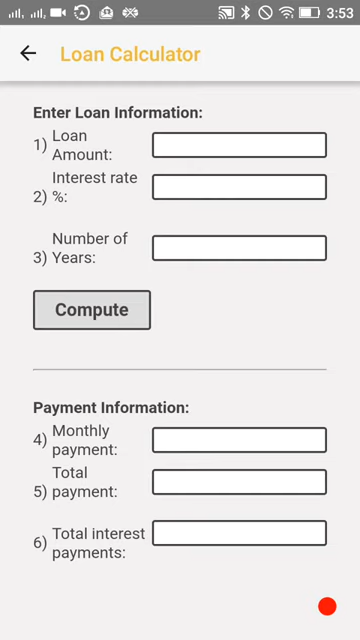 3:53
Loan Calculator
Enter Loan Information:
1) Loan
Amount:
Interest rate
2) %:
Number of
3) Years:
Compute
Payment Information:
4) Monthly
payment:
Total
5) payment:
6) Total interest
payments: